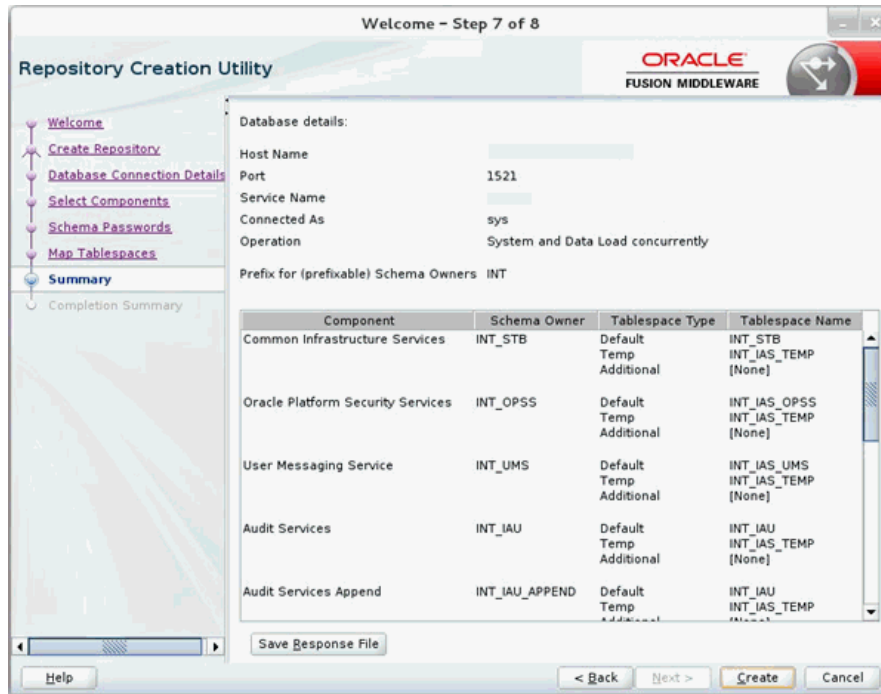 Welcome – Step 7 of 8
Repository Creation Utility
ORACLE
FUSION MIDDLEWARE
Welcome
Create Repository
Database Connection Details
Select Components
Schema Passwords
Map Tablespaces
Summary
Completion Summary
Database details:
Host Name
Port 1521
Service Name
Connected As sys
Operation System and Data Load concurrently
Prefix for (prefixable) Schema Owners INT
Component Schema Owner Tablespace Type Tablespace Name
Common Infrastructure Services INT_STB Default INT_STB
Temp INT_IAS_TEMP
Additional [None]
Oracle Platform Security Services INT_OPSS Default INT_IAS_OPSS
Temp INT_IAS_TEMP
Additional [None]
User Messaging Service INT_UMS Default INT_IAS_UMS
Temp INT_IAS_TEMP
Additional [None]
Audit Services INT_IAU Default INT_IAU
Temp INT_IAS_TEMP
Additional [None]
Audit Services Append INT_IAU_APPEND Default INT_IAU
Temp INT_IAS_TEMP
Save Response File
Help
< Back
Next >
Create
Cancel